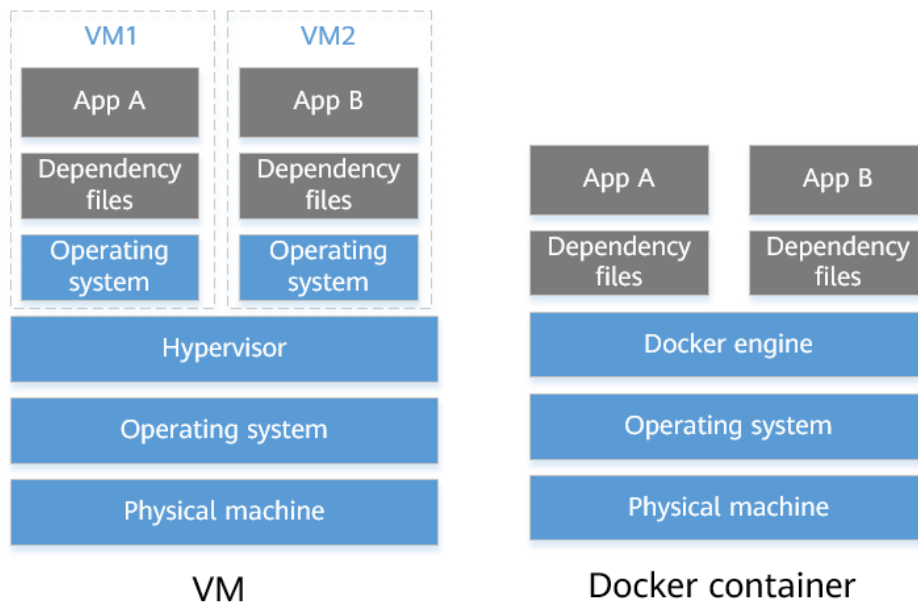 VM1
VM2
App A
App B
Dependency
files
Dependency
files
Operating
system
Operating
system
Hypervisor
Operating system
Physical machine
VM
App A
App B
Dependency
files
Dependency
files
Docker engine
Operating system
Physical machine
Docker container